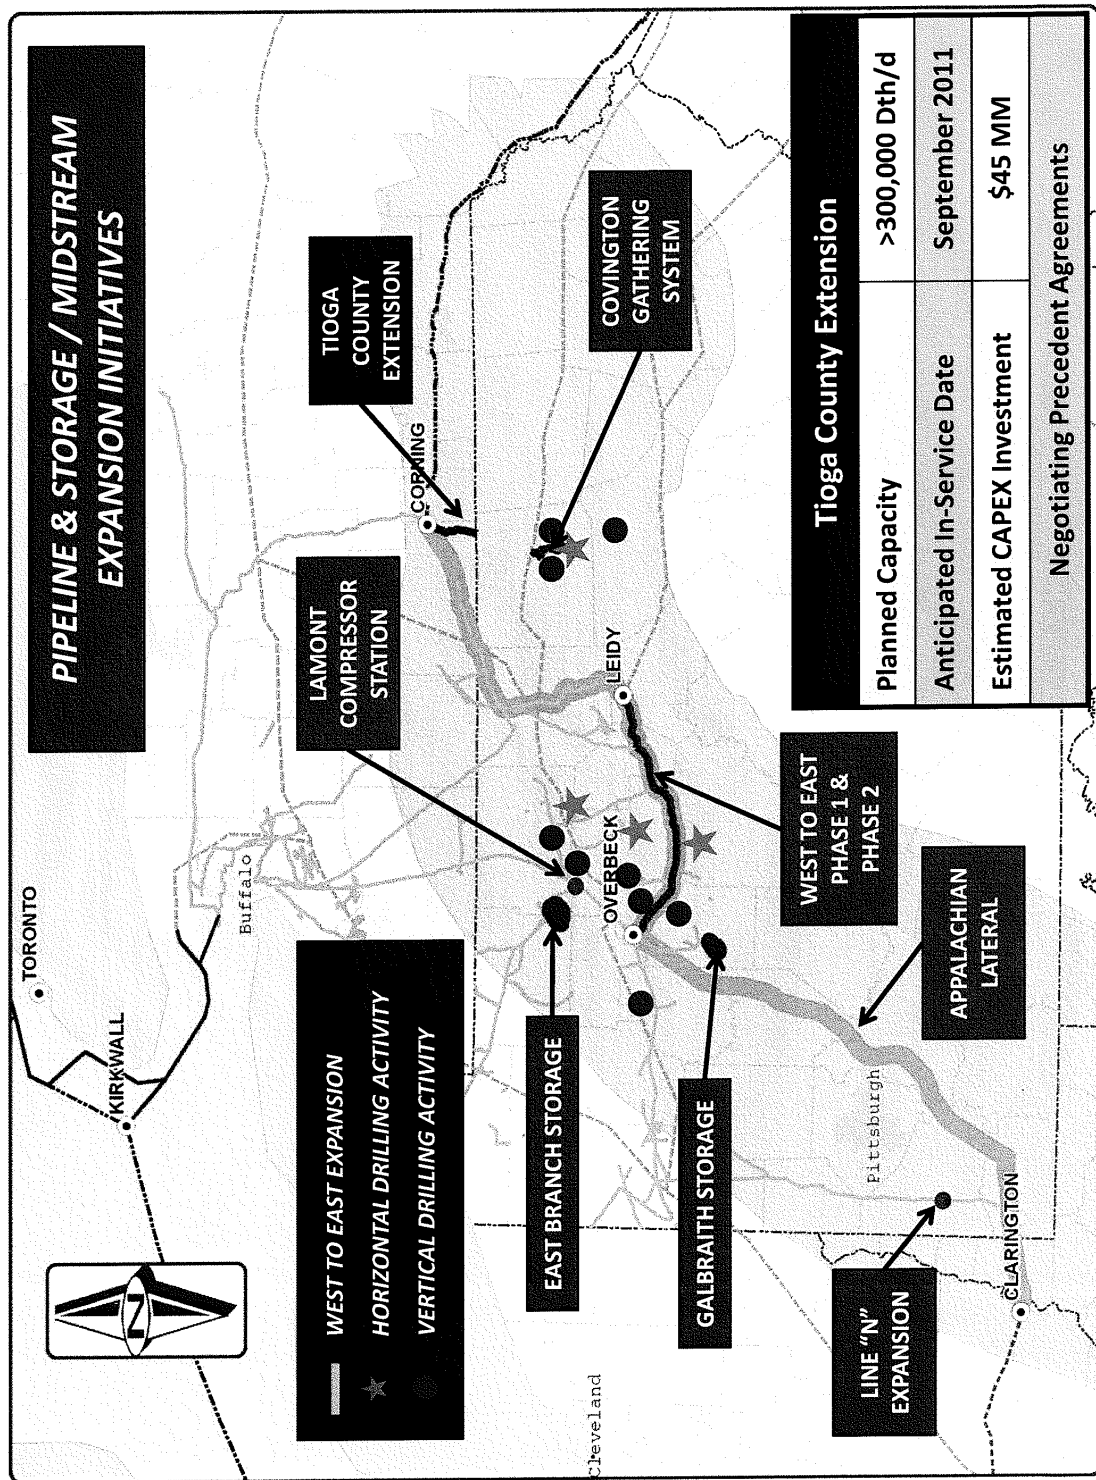 PIPELINE & STORAGE / MIDSTREAM
EXPANSION INITIATIVES
TORONTO
KIRKWALL
Buffalo
WEST TO EAST EXPANSION
HORIZONTAL DRILLING ACTIVITY
VERTICAL DRILLING ACTIVITY
N
LAMONT
COMPRESSOR
STATION
TIOGA
COUNTY
EXTENSION
CORNING
EAST BRANCH STORAGE
OVERBECK
LEIDY
COVINGTON
GATHERING
SYSTEM
Cleveland
GALBRAITH STORAGE
WEST TO EAST
PHASE 1 &
PHASE 2
Pittsburgh
APPALACHIAN
LATERAL
LINE "N"
EXPANSION
CLARINGTON
Tioga County Extension
Planned Capacity >300,000 Dth/d
Anticipated In-Service Date September 2011
Estimated CAPEX Investment $45 MM
Negotiating Precedent Agreements